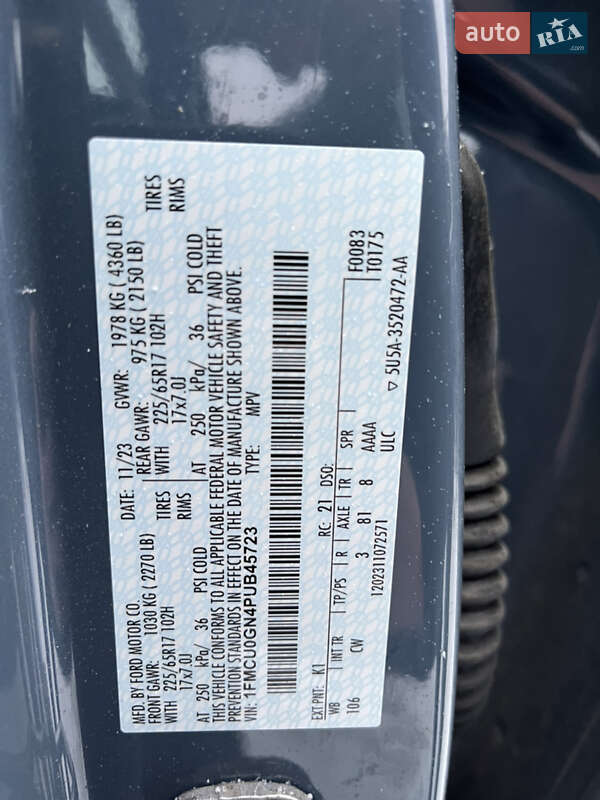 auto RIA.com
MFD. BY FORD MOTOR CO. DATE: 11/23 GVWR: 1978 KG ( 4360 LB)
FRONT GAWR: 1030 KG ( 2270 LB) REAR GAWR: 975 KG ( 2150 LB)
WITH 225/65R17 102H TIRES WITH 225/65R17 102H TIRES
17x7.0J RIMS 17x7.0J RIMS
AT 250 kPa/ 36 PSI COLD AT 250 kPa/ 36 PSI COLD
THIS VEHICLE CONFORMS TO ALL APPLICABLE FEDERAL MOTOR VEHICLE SAFETY AND THEFT
PREVENTION STANDARDS IN EFFECT ON THE DATE OF MANUFACTURE SHOWN ABOVE.
VIN: 1FMCU0GN4PUB45723 TYPE: MPV
F0083
EXT PNT: K1 RC: 21 DSO: T0175
WB INT TR TP/PS R AXLE TR SPR
106 CW 3 81 8 AAAA
ULC
1202311072571 ▽ 5U5A-3520472-AA